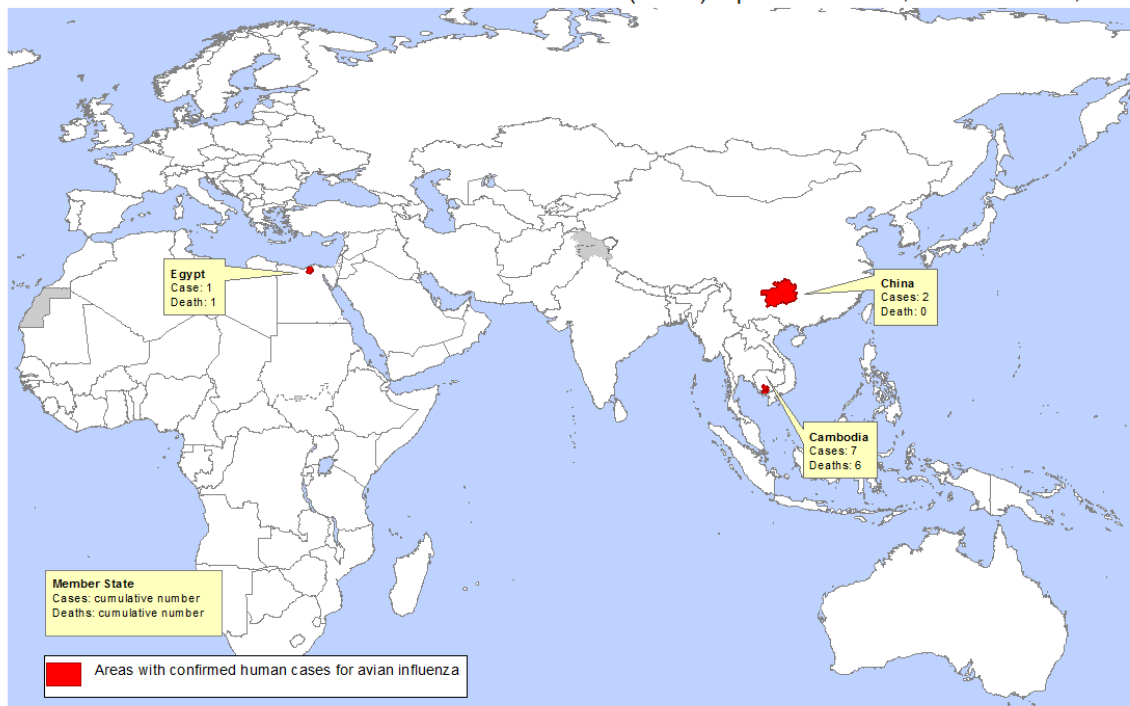 Egypt
Case: 1
Death: 1
China
Cases: 2
Death: 0
Cambodia
Cases: 7
Deaths: 6
Member State
Cases: cumulative number
Deaths: cumulative number
Areas with confirmed human cases for avian influenza